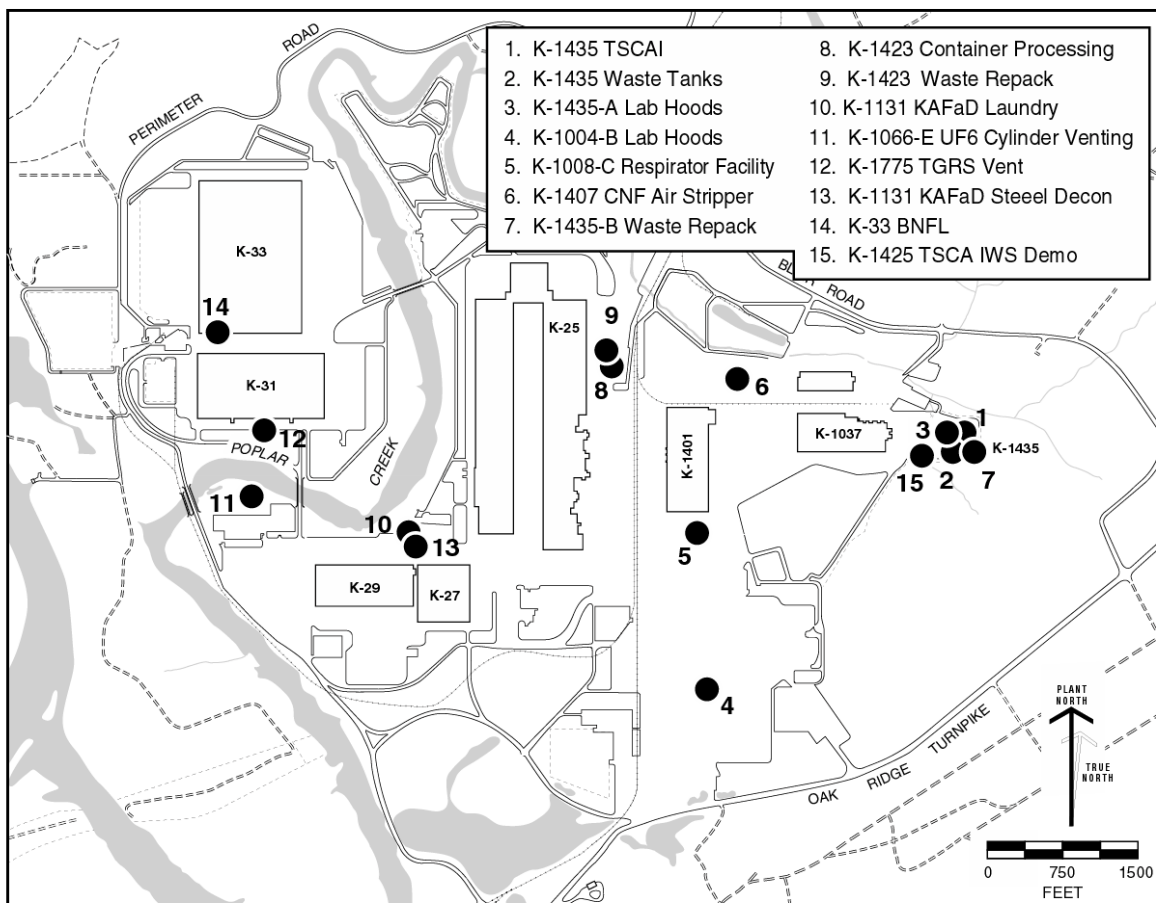 1. K-1435 TSCAI
2. K-1435 Waste Tanks
3. K-1435-A Lab Hoods
4. K-1004-B Lab Hoods
5. K-1008-C Respirator Facility
6. K-1407 CNF Air Stripper
7. K-1435-B Waste Repack
8. K-1423 Container Processing
9. K-1423 Waste Repack
10. K-1131 KAFaD Laundry
11. K-1066-E UF6 Cylinder Venting
12. K-1775 TGRS Vent
13. K-1131 KAFaD Steeel Decon
14. K-33 BNFL
15. K-1425 TSCA IWS Demo
PERIMETER
ROAD
ROAD
K-33
14
K-25
9
8
K-31
6
12
POPLAR
CREEK
K-1401
K-1037
3
1
K-1435
15
2
7
11
10
13
5
K-29
K-27
4
OAK
RIDGE
TURNPIKE
PLANT
NORTH
TRUE
NORTH
0
750
1500
FEET